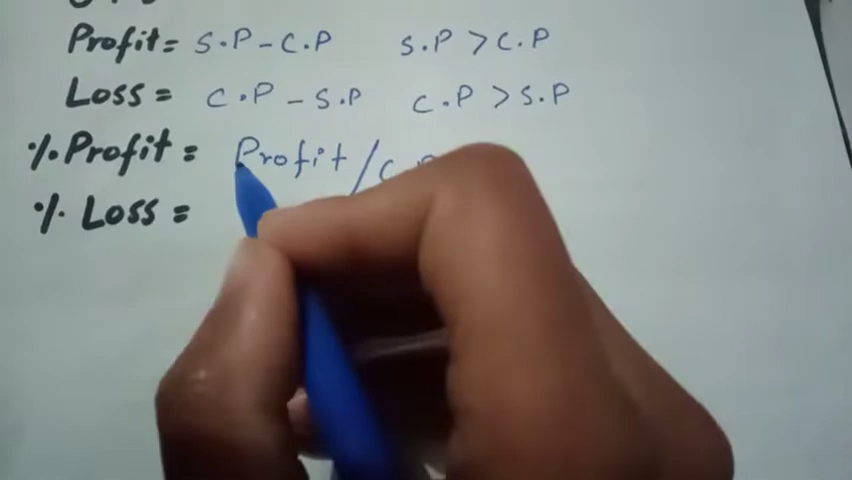 Profit = S.P - C.P S.P > C.P
Loss = C.P - S.P C.P > S.P
%Profit = Profit / C.P
% Loss =